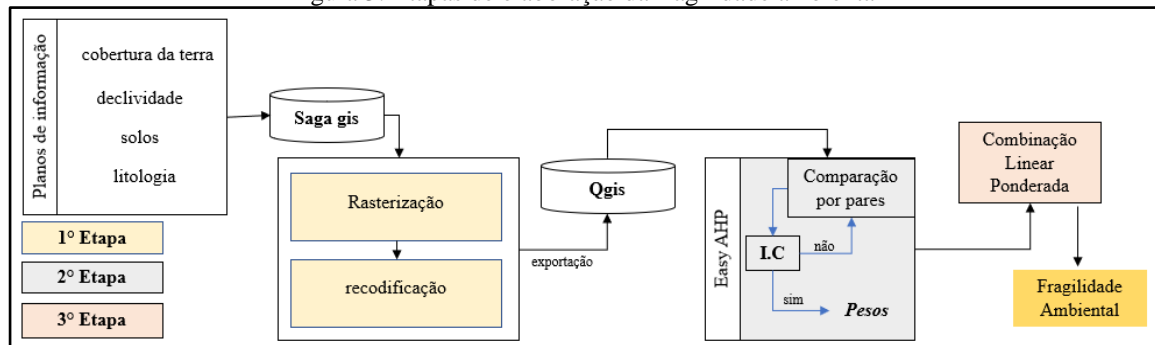 Planos de informação
cobertura da terra
declividade
solos
litologia
1° Etapa
2° Etapa
3° Etapa
Saga gis
Rasterização
recodificação
exportação
Qgis
Easy AHP
Comparação
por pares
I.C
não
sim
Pesos
Combinação
Linear
Ponderada
Fragilidade
Ambiental